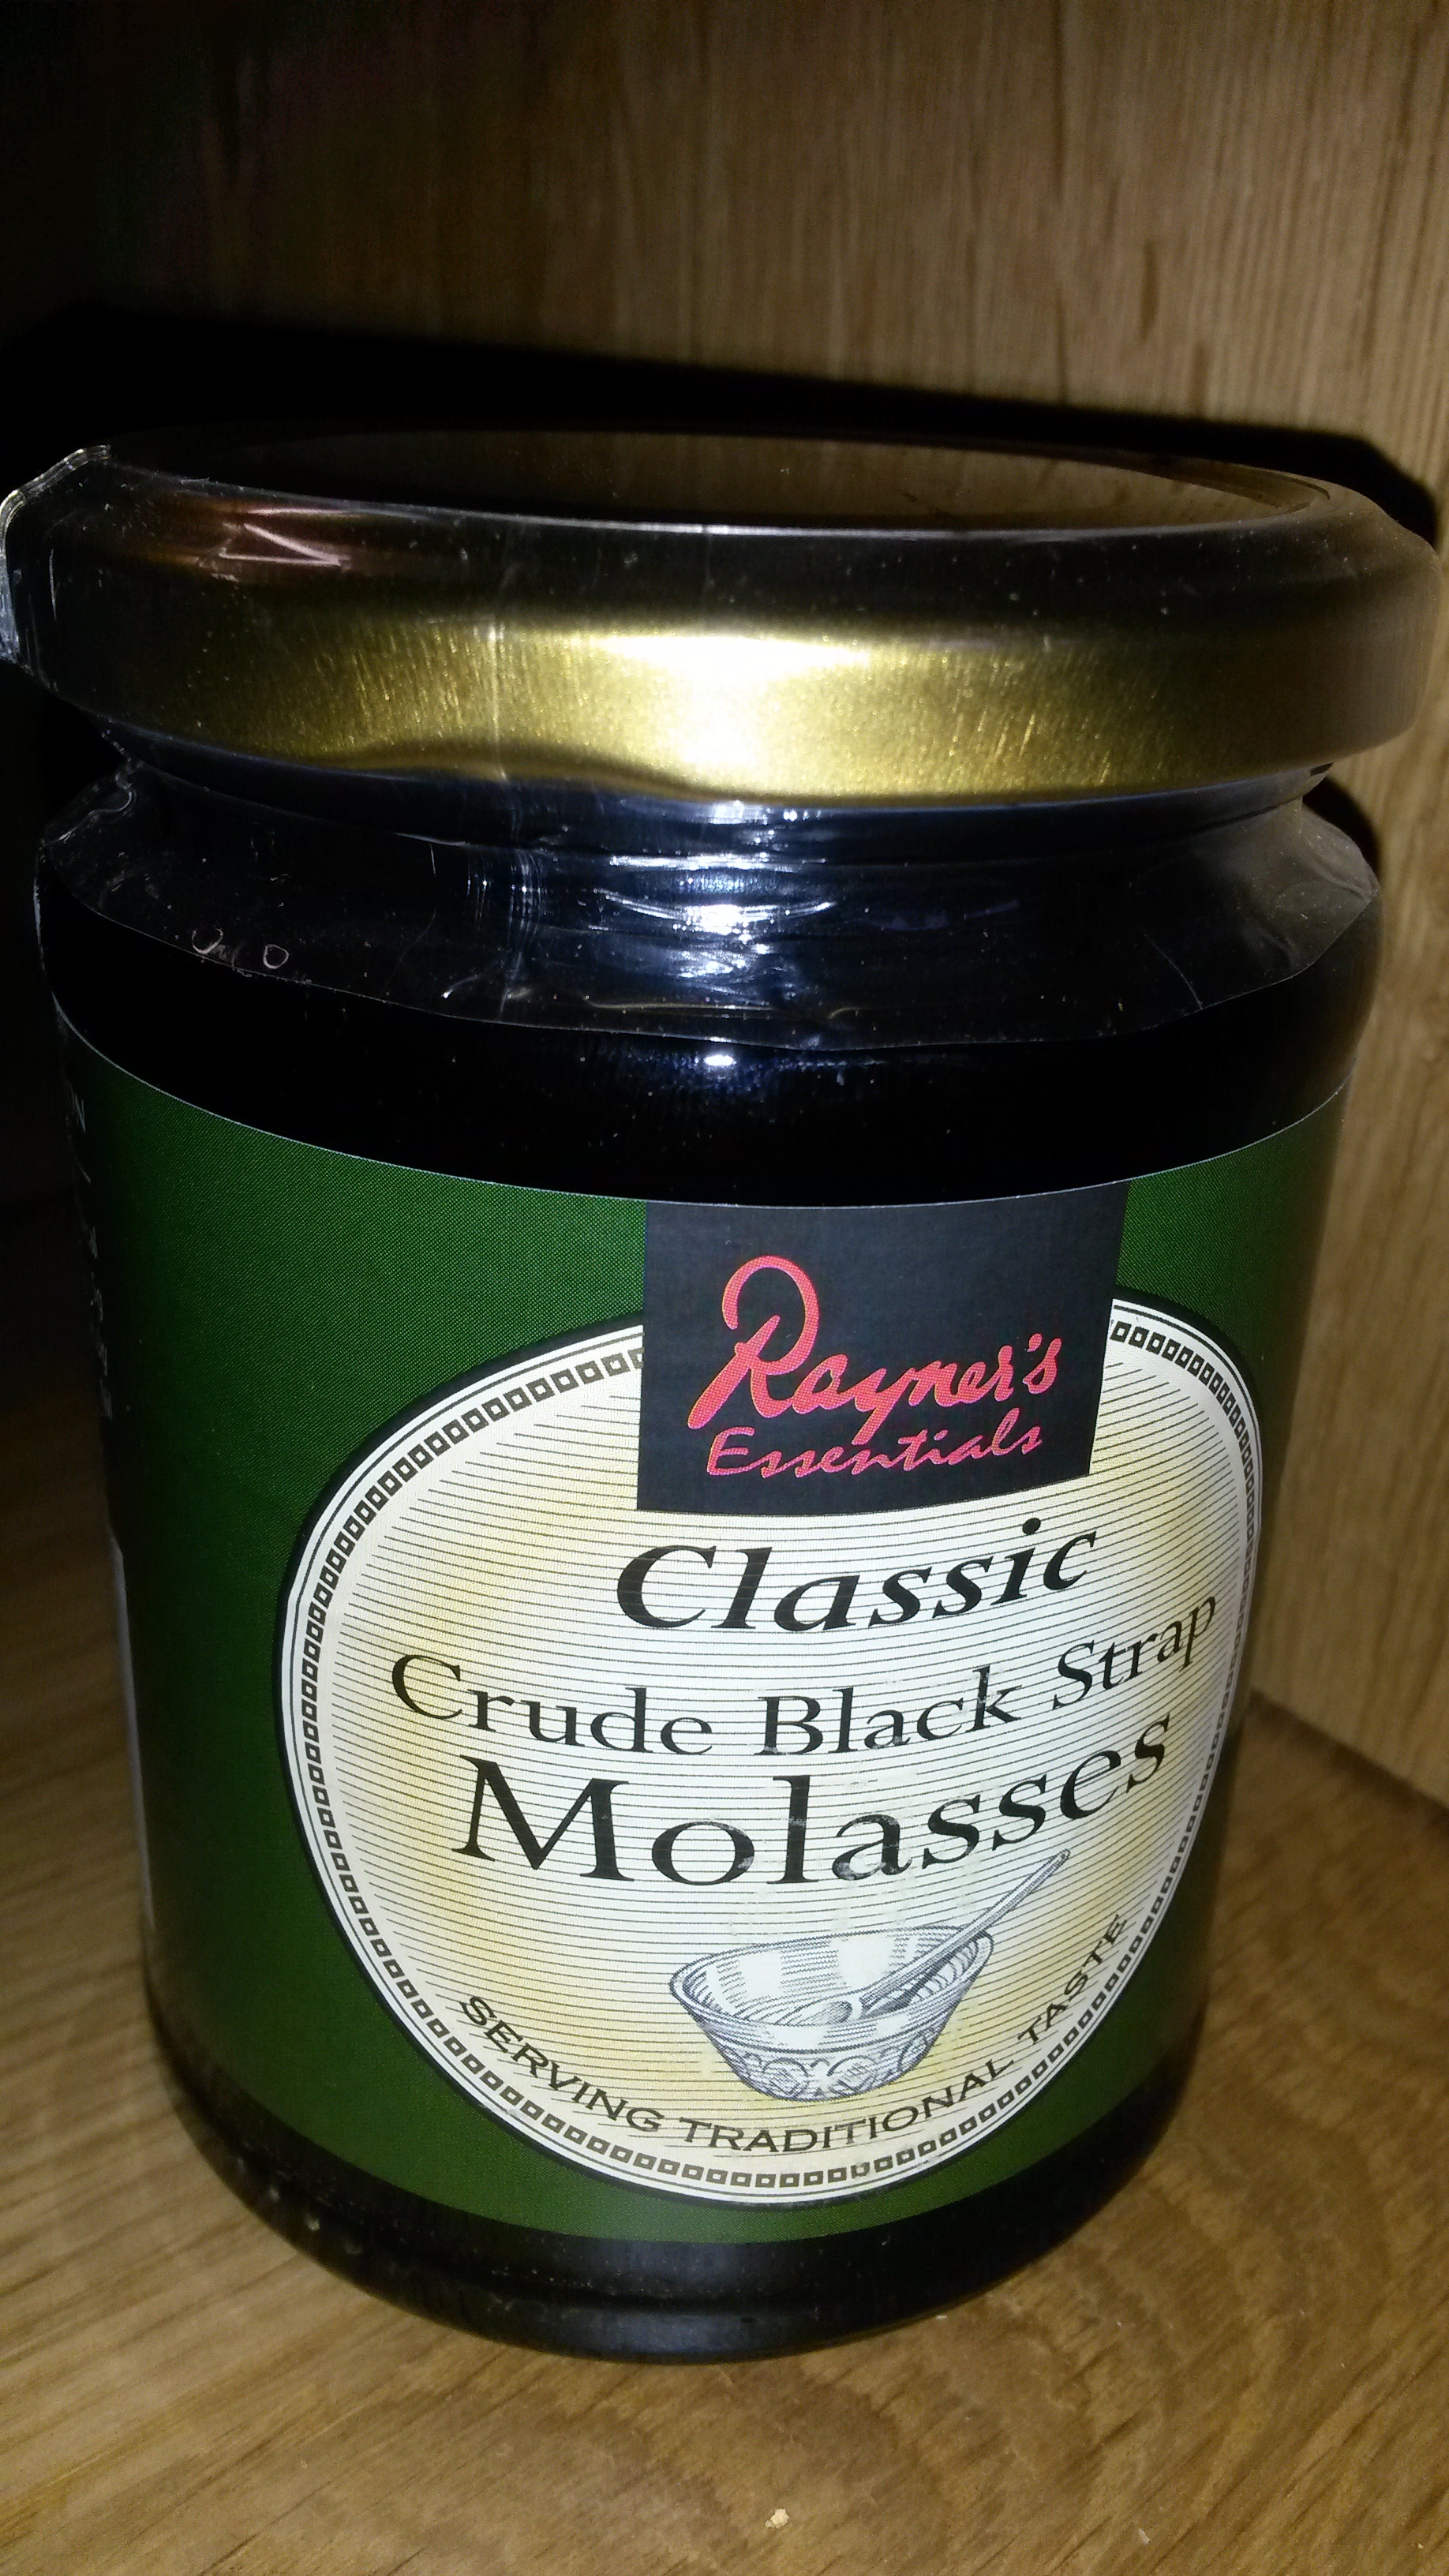 Rayner's
Essentials
Classic
Crude Black Strap
Molasses
SERVING TRADITIONAL TASTE